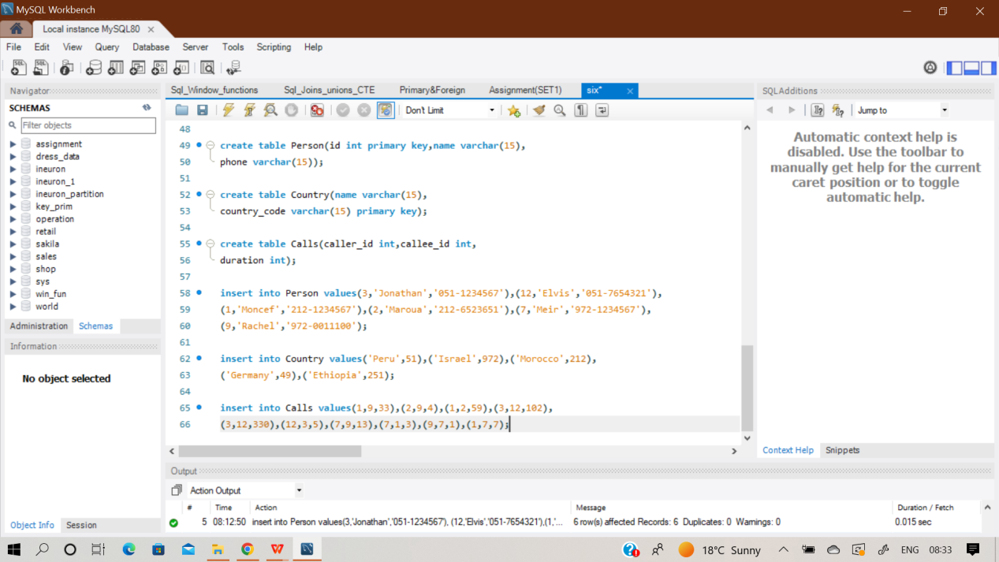 MySQL Workbench
Local instance MySQL80
File Edit View Query Database Server Tools Scripting Help
Navigator
SCHEMAS
Filter objects
assignment
dress_data
ineuron
ineuron_1
ineuron_partition
key_prim
operation
retail
sakila
sales
shop
sys
win_fun
world
Administration Schemas
Information
No object selected
Object Info Session
Sql_Window_functions Sql_Joins_unions_CTE Primary&Foreign Assignment(SET1) six*
Don't Limit
48
49 create table Person(id int primary key,name varchar(15),
50 phone varchar(15));
51
52 create table Country(name varchar(15),
53 country_code varchar(15) primary key);
54
55 create table Calls(caller_id int,callee_id int,
56 duration int);
57
58 insert into Person values(3,'Jonathan','051-1234567'),(12,'Elvis','051-7654321'),
59 (1,'Moncef','212-1234567'),(2,'Maroua','212-6523651'),(7,'Meir','972-1234567'),
60 (9,'Rachel','972-0011100');
61
62 insert into Country values('Peru',51),('Israel',972),('Morocco',212),
63 ('Germany',49),('Ethiopia',251);
64
65 insert into Calls values(1,9,33),(2,9,4),(1,2,59),(3,12,102),
66 (3,12,330),(12,3,5),(7,9,13),(7,1,3),(9,7,1),(1,7,7);
SQLAdditions
Jump to
Automatic context help is
disabled. Use the toolbar to
manually get help for the current
caret position or to toggle
automatic help.
Context Help Snippets
Output
Action Output
# Time Action Message Duration / Fetch
5 08:12:50 insert into Person values(3,'Jonathan','051-1234567'), (12,'Elvis','051-7654321'),(1,'... 6 row(s) affected Records: 6 Duplicates: 0 Warnings: 0 0.015 sec
18°C Sunny ENG 08:33